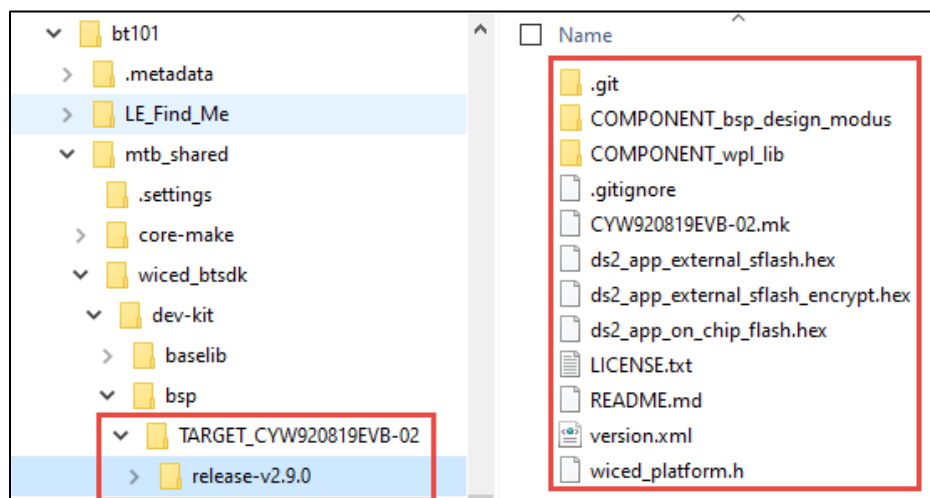 bt101
.metadata
LE_Find_Me
mtb_shared
.settings
core-make
wiced_btsdk
dev-kit
baselib
bsp
TARGET_CYW920819EVB-02
release-v2.9.0
Name
.git
COMPONENT_bsp_design_modus
COMPONENT_wpl_lib
.gitignore
CYW920819EVB-02.mk
ds2_app_external_sflash.hex
ds2_app_external_sflash_encrypt.hex
ds2_app_on_chip_flash.hex
LICENSE.txt
README.md
version.xml
wiced_platform.h